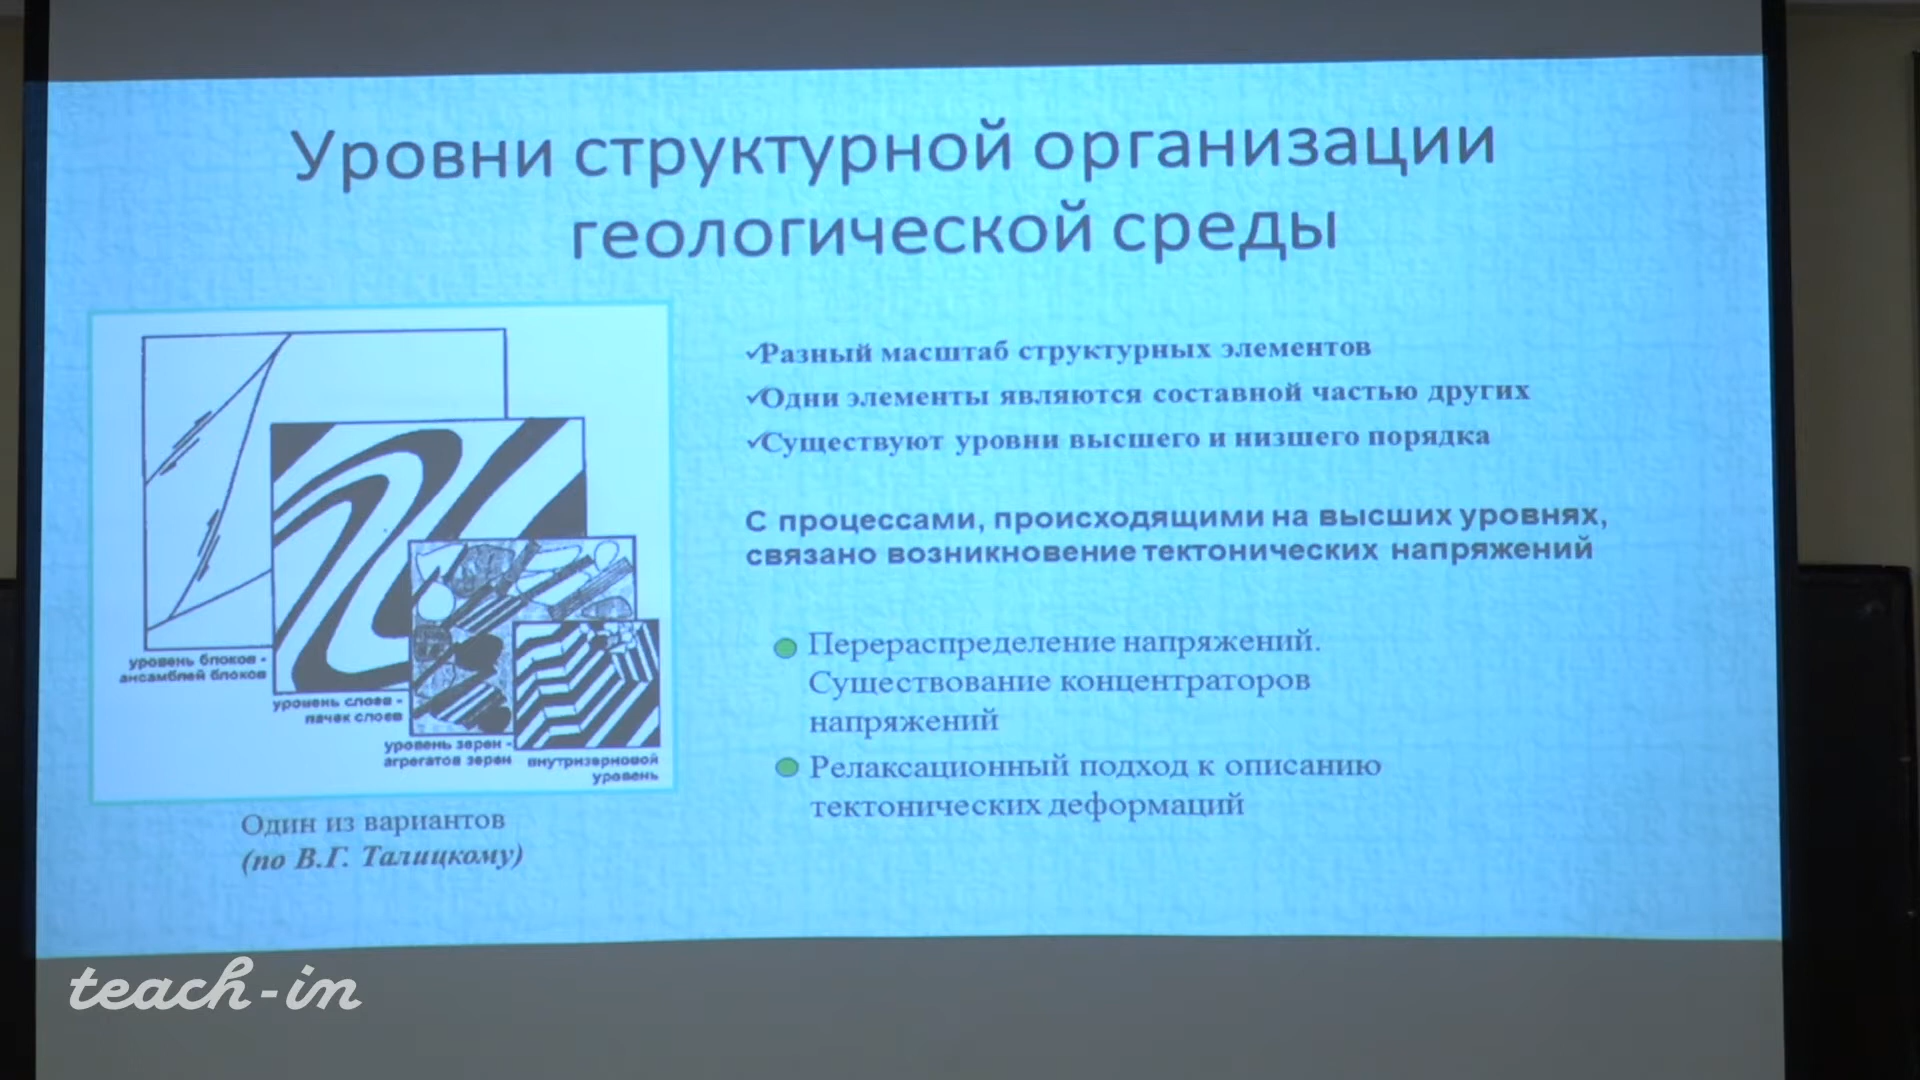 Уровни структурной организации
геологической среды
уровень блоков -
ансамблей блоков
уровень слоев -
пачек слоев
уровень зерен -
агрегатов зерен
внутризерновой
уровень
Один из вариантов
(по В.Г. Талицкому)
✓Разный масштаб структурных элементов
✓Одни элементы являются составной частью других
✓Существуют уровни высшего и низшего порядка
С процессами, происходящими на высших уровнях,
связано возникновение тектонических напряжений
Перераспределение напряжений.
Существование концентраторов
напряжений
Релаксационный подход к описанию
тектонических деформаций
teach-in